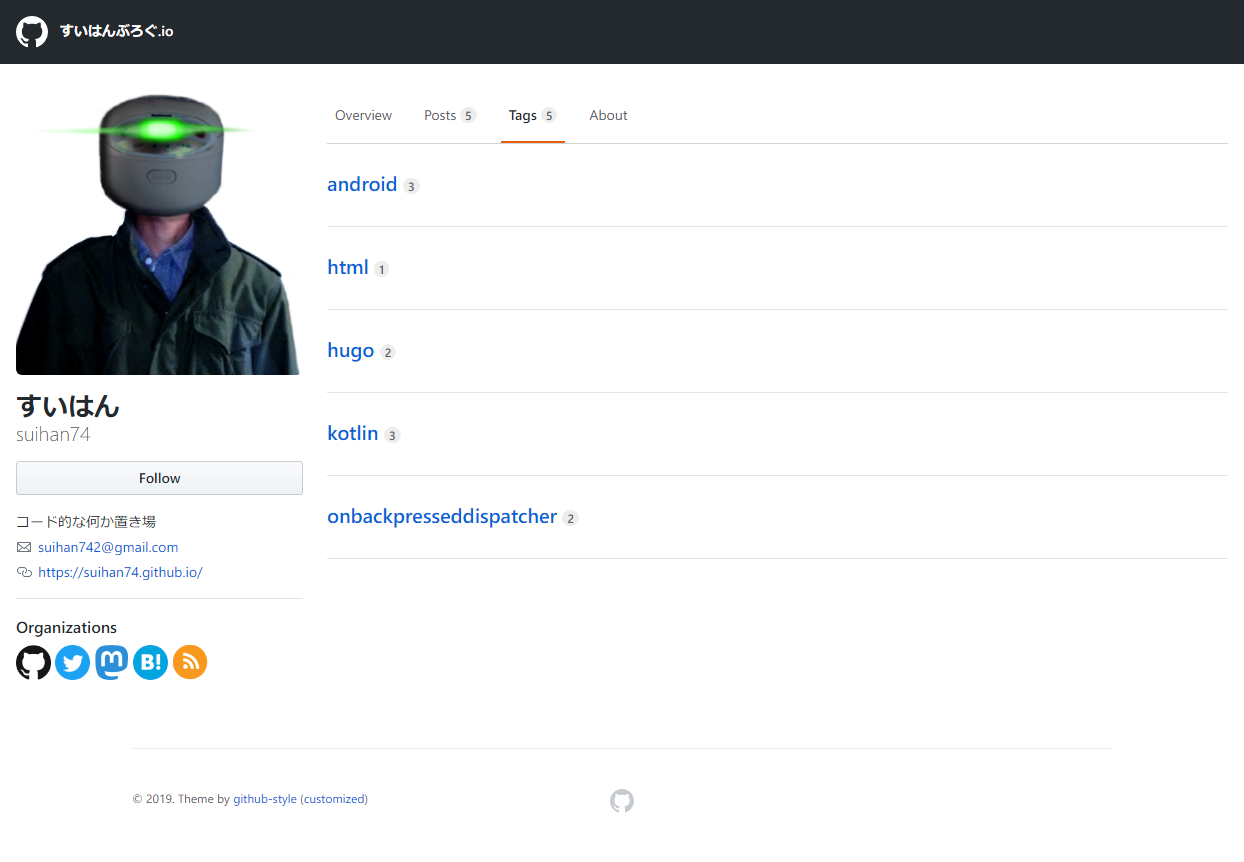 すいはんぶろぐ.io
Overview Posts 5 Tags 5 About
android 3
html 1
hugo 2
kotlin 3
onbackpresseddispatcher 2
すいはん
suihan74
Follow
コード的な何か置き場
suihan742@gmail.com
https://suihan74.github.io/
Organizations
B!
© 2019. Theme by github-style (customized)